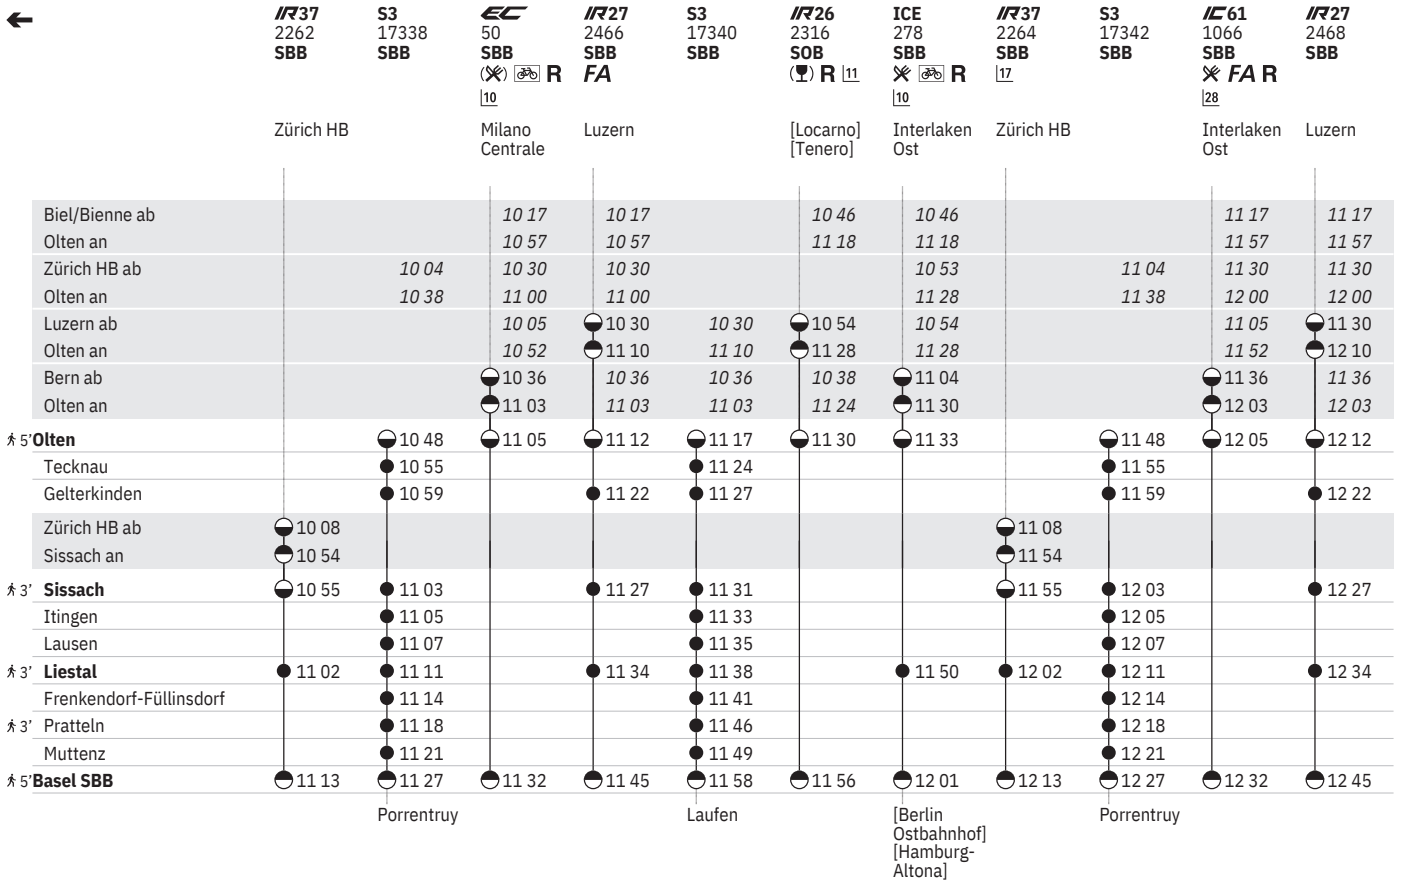 IR37 S3 EC IR27 S3 IR26 ICE IR37 S3 IC61 IR27
2262 17338 50 2466 17340 2316 278 2264 17342 1066 2468
SBB SBB SBB SBB SBB SOB SBB SBB SBB SBB SBB
R FA R 11 R 17 FA R
10 10 28
Zürich HB Milano Luzern [Locarno] Interlaken Zürich HB Interlaken Luzern
Centrale [Tenero] Ost Ost
Biel/Bienne ab 10 17 10 17 10 46 10 46 11 17 11 17
Olten an 10 57 10 57 11 18 11 18 11 57 11 57
Zürich HB ab 10 04 10 30 10 30 10 53 11 04 11 30 11 30
Olten an 10 38 11 00 11 00 11 28 11 38 12 00 12 00
Luzern ab 10 05 10 30 10 30 10 54 10 54 11 05 11 30
Olten an 10 52 11 10 11 10 11 28 11 28 11 52 12 10
Bern ab 10 36 10 36 10 36 10 38 11 04 11 36 11 36
Olten an 11 03 11 03 11 03 11 24 11 30 12 03 12 03
5' Olten 10 48 11 05 11 12 11 17 11 30 11 33 11 48 12 05 12 12
Tecknau 10 55 11 24 11 55
Gelterkinden 10 59 11 22 11 27 11 59 12 22
Zürich HB ab 10 08 11 08
Sissach an 10 54 11 54
3' Sissach 10 55 11 03 11 27 11 31 11 55 12 03 12 27
Itingen 11 05 11 33 12 05
Lausen 11 07 11 35 12 07
3' Liestal 11 02 11 11 11 34 11 38 11 50 12 02 12 11 12 34
Frenkendorf-Füllinsdorf 11 14 11 41 12 14
3' Pratteln 11 18 11 46 12 18
Muttenz 11 21 11 49 12 21
5' Basel SBB 11 13 11 27 11 32 11 45 11 58 11 56 12 01 12 13 12 27 12 32 12 45
Porrentruy Laufen [Berlin Porrentruy
Ostbahnhof]
[Hamburg-
Altona]